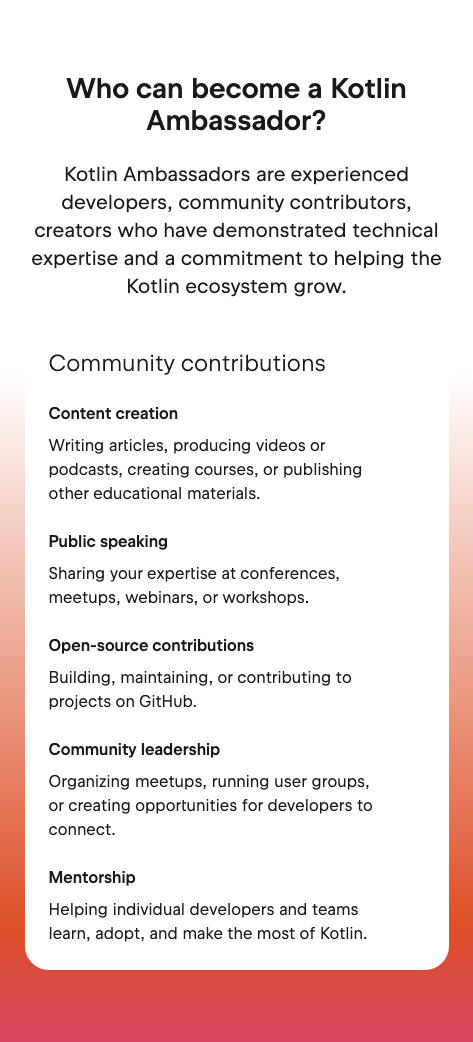 Who can become a Kotlin
Ambassador?
Kotlin Ambassadors are experienced
developers, community contributors,
creators who have demonstrated technical
expertise and a commitment to helping the
Kotlin ecosystem grow.
Community contributions
Content creation
Writing articles, producing videos or
podcasts, creating courses, or publishing
other educational materials.
Public speaking
Sharing your expertise at conferences,
meetups, webinars, or workshops.
Open-source contributions
Building, maintaining, or contributing to
projects on GitHub.
Community leadership
Organizing meetups, running user groups,
or creating opportunities for developers to
connect.
Mentorship
Helping individual developers and teams
learn, adopt, and make the most of Kotlin.